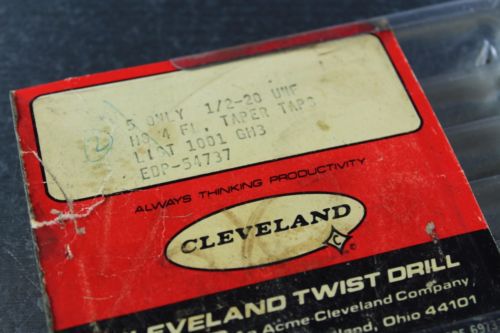 5 ONLY 1/2-20 UNF
HS 4 FL. TAPER TAPS
LIST 1001 GH3
EDP-54737
ALWAYS THINKING PRODUCTIVITY
CLEVELAND
C
CLEVELAND TWIST DRILL
Acme-Cleveland Company
Ohio 44101